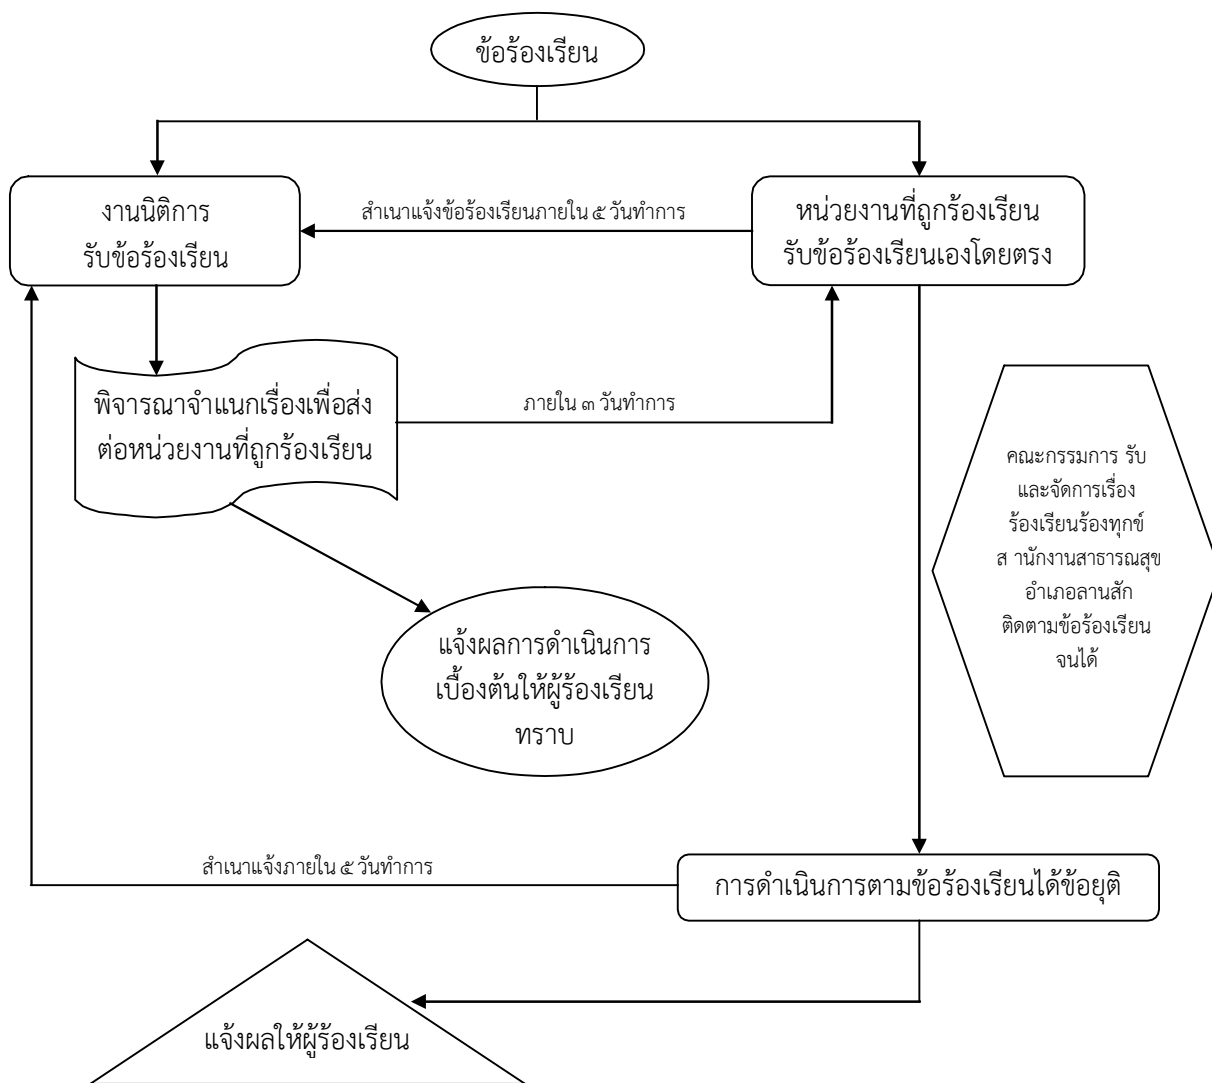 ข้อร้องเรียน
งานนิติการ
รับข้อร้องเรียน
สำเนาแจ้งข้อร้องเรียนภายใน ๕ วันทำการ
หน่วยงานที่ถูกร้องเรียน
รับข้อร้องเรียนเองโดยตรง
พิจารณาจำแนกเรื่องเพื่อส่ง
ต่อหน่วยงานที่ถูกร้องเรียน
ภายใน ๓ วันทำการ
คณะกรรมการ รับ
และจัดการเรื่อง
ร้องเรียนร้องทุกข์
ส านักงานสาธารณสุข
อำเภอลานสัก
ติดตามข้อร้องเรียน
จนได้
แจ้งผลการดำเนินการ
เบื้องต้นให้ผู้ร้องเรียน
ทราบ
สำเนาแจ้งภายใน ๕ วันทำการ
การดำเนินการตามข้อร้องเรียนได้ข้อยุติ
แจ้งผลให้ผู้ร้องเรียน